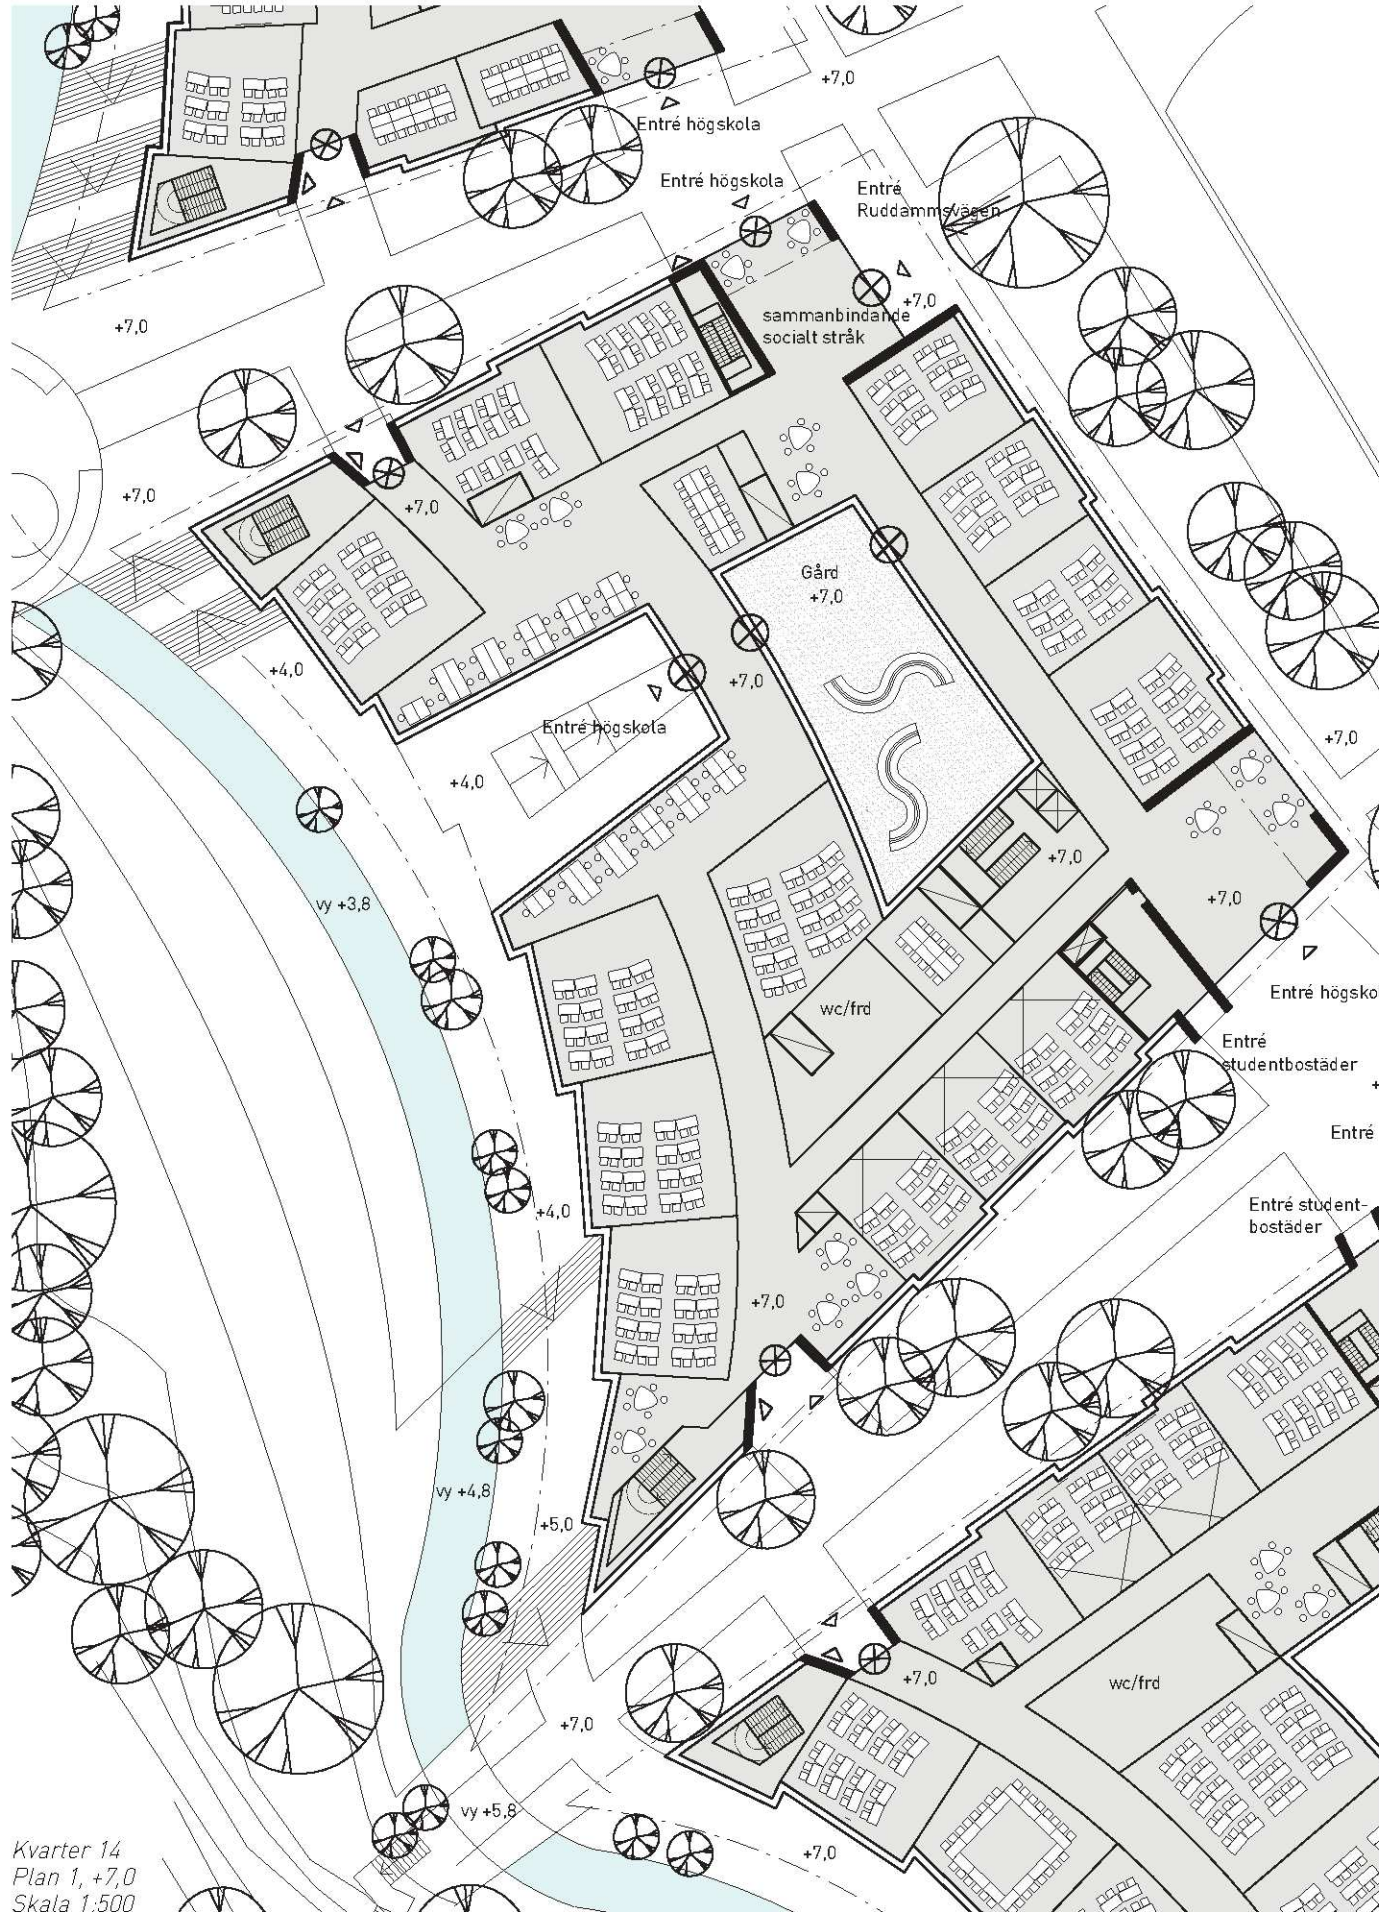 +7,0
Entré högskola
Entré högskola
Entré
Ruddammsvägen
+7,0
sammanbindande
socialt stråk
+7,0
+7,0
+7,0
Gård
+7,0
+4,0
+7,0
Entré högskola
+7,0
+4,0
+7,0
vy +3,8
+7,0
Entré högsko
wc/frd
Entré
studentbostäder
+
Entré
+4,0
Entré student-
bostäder
+7,0
vy +4,8
+5,0
+7,0
wc/frd
+7,0
vy +5,8
+7,0
Kvarter 14
Plan 1, +7,0
Skala 1:500